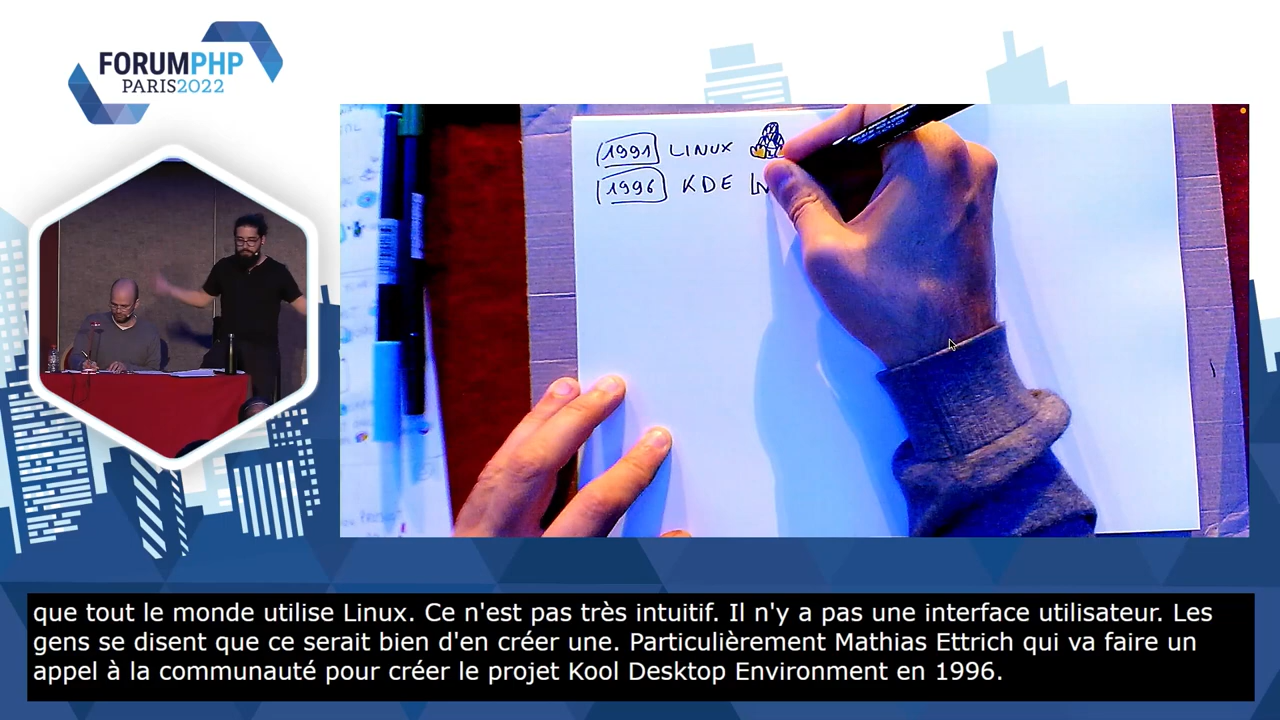 FORUMPHP
PARIS2022
1991 LINUX
1996 KDE
que tout le monde utilise Linux. Ce n'est pas très intuitif. Il n'y a pas une interface utilisateur. Les
gens se disent que ce serait bien d'en créer une. Particulièrement Mathias Ettrich qui va faire un
appel à la communauté pour créer le projet Kool Desktop Environment en 1996.